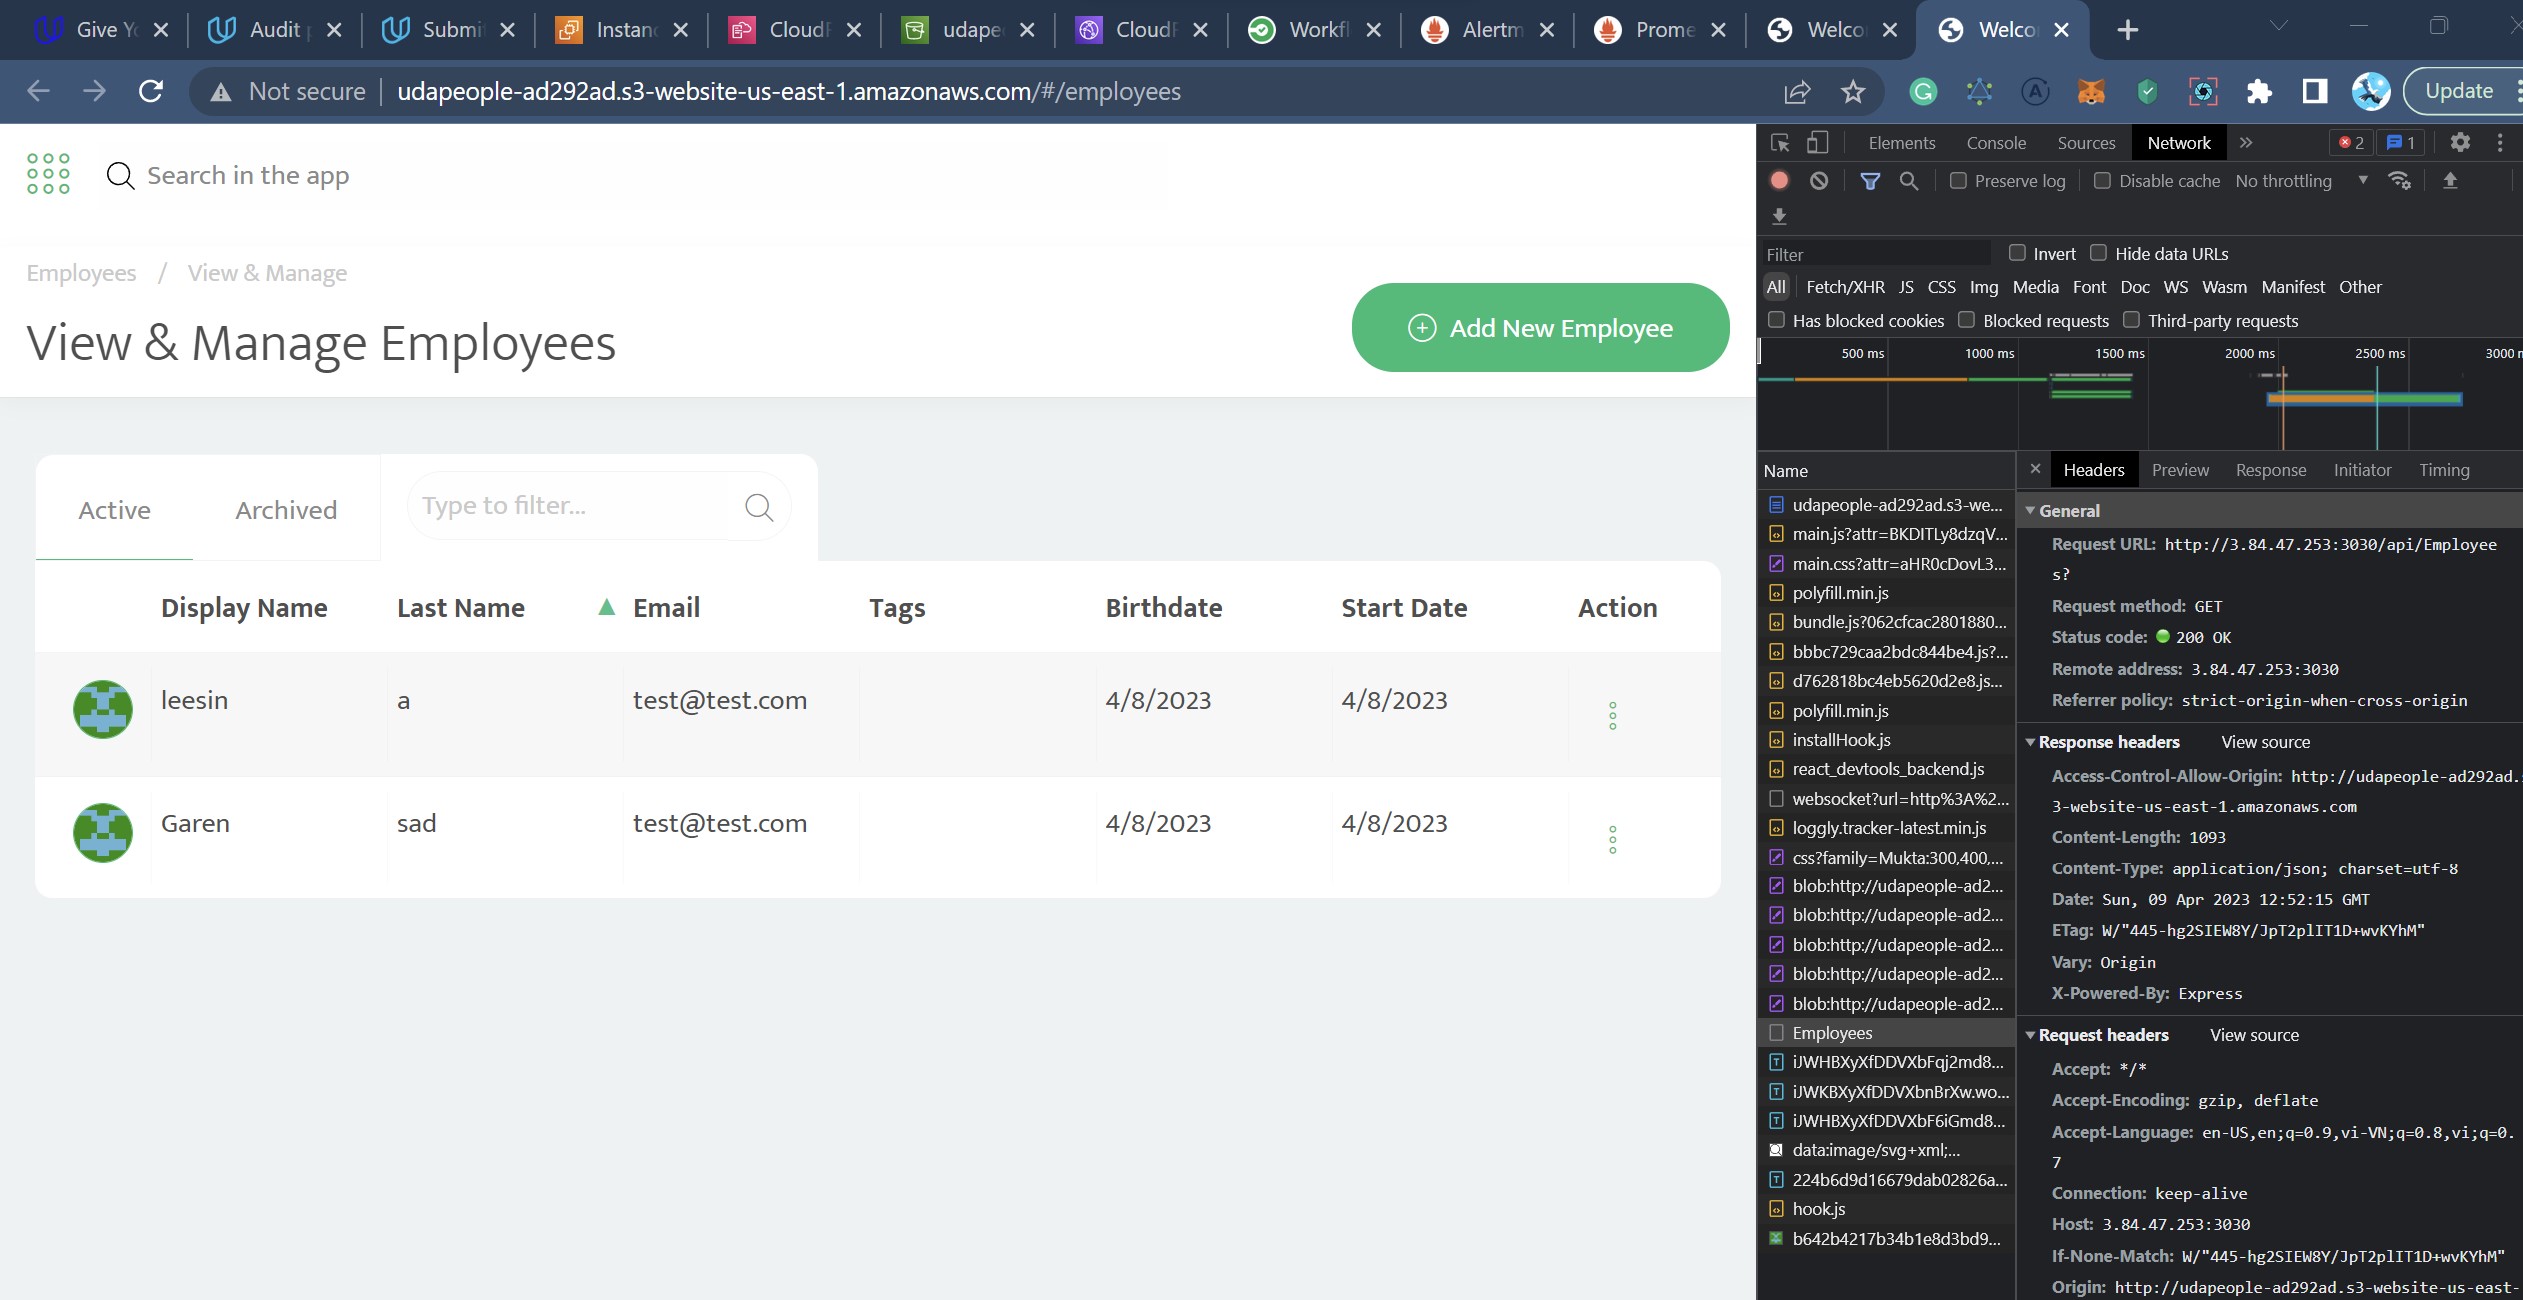 Give Y
Audit p
Submi
Instanc
CloudF
udapeo
CloudF
Workfl
Alertm
Prome
Welco
Welco
Not secure
udapeople-ad292ad.s3-website-us-east-1.amazonaws.com/#/employees
Update
Search in the app
Employees / View & Manage
View & Manage Employees
Add New Employee
Active
Archived
Type to filter...
Display Name Last Name ▲ Email Tags Birthdate Start Date Action
leesin a test@test.com 4/8/2023 4/8/2023
Garen sad test@test.com 4/8/2023 4/8/2023
Elements Console Sources Network » 2 1
Preserve log Disable cache No throttling
Filter Invert Hide data URLs
All Fetch/XHR JS CSS Img Media Font Doc WS Wasm Manifest Other
Has blocked cookies Blocked requests Third-party requests
500 ms 1000 ms 1500 ms 2000 ms 2500 ms 3000 m
Name
udapeople-ad292ad.s3-we...
main.js?attr=BKDITLy8dzqV...
main.css?attr=aHR0cDovL3...
polyfill.min.js
bundle.js?062cfcac2801880...
bbbc729caa2bdc844be4.js?...
d762818bc4eb5620d2e8.js...
polyfill.min.js
installHook.js
react_devtools_backend.js
websocket?url=http%3A%2...
loggly.tracker-latest.min.js
css?family=Mukta:300,400,...
blob:http://udapeople-ad2...
blob:http://udapeople-ad2...
blob:http://udapeople-ad2...
blob:http://udapeople-ad2...
blob:http://udapeople-ad2...
Employees
iJWHBXyXfDDVXbFqj2md8...
iJWKBXyXfDDVXbnBrXw.wo...
iJWHBXyXfDDVXbF6iGmd8...
data:image/svg+xml;...
224b6d9d16679dab02826a...
hook.js
b642b4217b34b1e8d3bd9...
Headers Preview Response Initiator Timing
General
Request URL: http://3.84.47.253:3030/api/Employee
s?
Request method: GET
Status code: 200 OK
Remote address: 3.84.47.253:3030
Referrer policy: strict-origin-when-cross-origin
Response headers View source
Access-Control-Allow-Origin: http://udapeople-ad292ad.s
3-website-us-east-1.amazonaws.com
Content-Length: 1093
Content-Type: application/json; charset=utf-8
Date: Sun, 09 Apr 2023 12:52:15 GMT
ETag: W/"445-hg2SIEW8Y/JpT2plIT1D+wvKYhM"
Vary: Origin
X-Powered-By: Express
Request headers View source
Accept: */*
Accept-Encoding: gzip, deflate
Accept-Language: en-US,en;q=0.9,vi-VN;q=0.8,vi;q=0.
7
Connection: keep-alive
Host: 3.84.47.253:3030
If-None-Match: W/"445-hg2SIEW8Y/JpT2plIT1D+wvKYhM"
Origin: http://udapeople-ad292ad.s3-website-us-east-